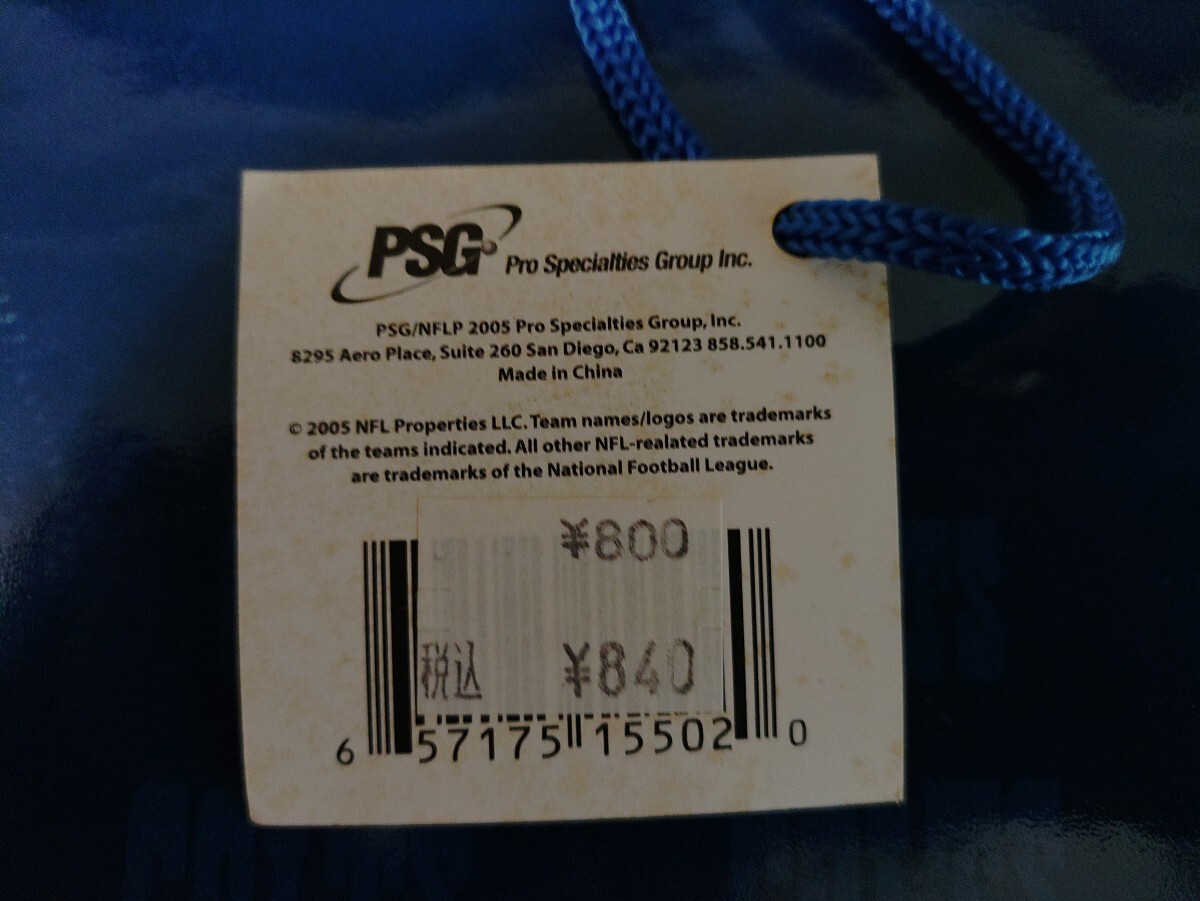 PSG Pro Specialties Group Inc.
PSG/NFLP 2005 Pro Specialties Group, Inc.
8295 Aero Place, Suite 260 San Diego, Ca 92123 858.541.1100
Made in China
© 2005 NFL Properties LLC. Team names/logos are trademarks
of the teams indicated. All other NFL-realated trademarks
are trademarks of the National Football League.
¥800
税込 ¥840
6 57175 15502 0